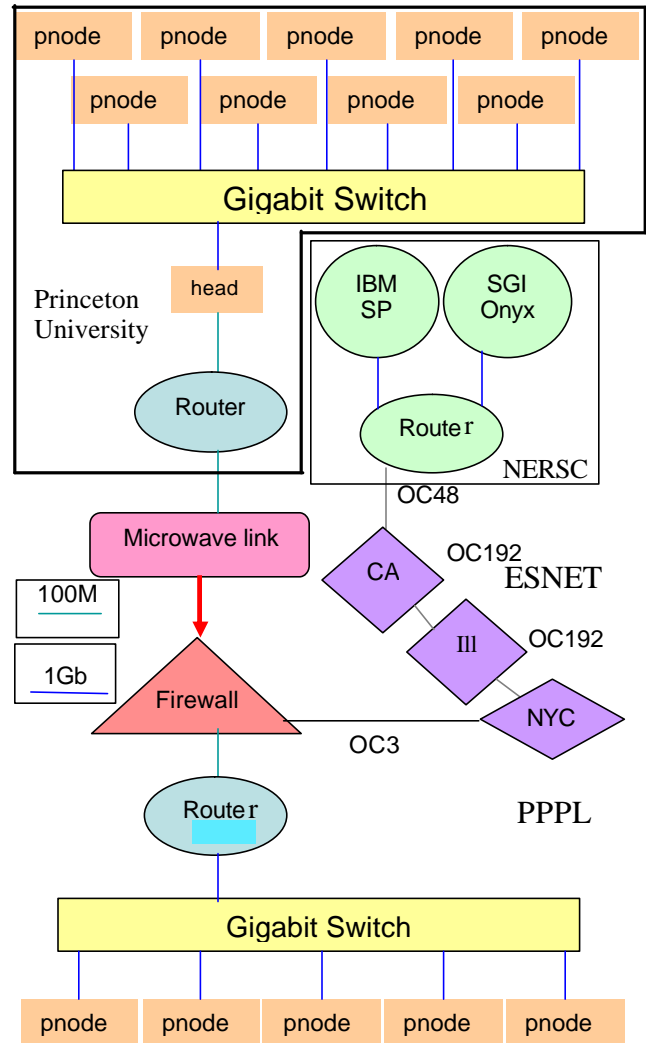 pnode pnode pnode pnode pnode
pnode pnode pnode pnode
Gigabit Switch
head
Princeton
University
Router
IBM
SP
SGI
Onyx
Router
NERSC
OC48
Microwave link
CA
OC192
ESNET
100M
Ill
OC192
1Gb
Firewall
NYC
OC3
Router
PPPL
Gigabit Switch
pnode pnode pnode pnode pnode